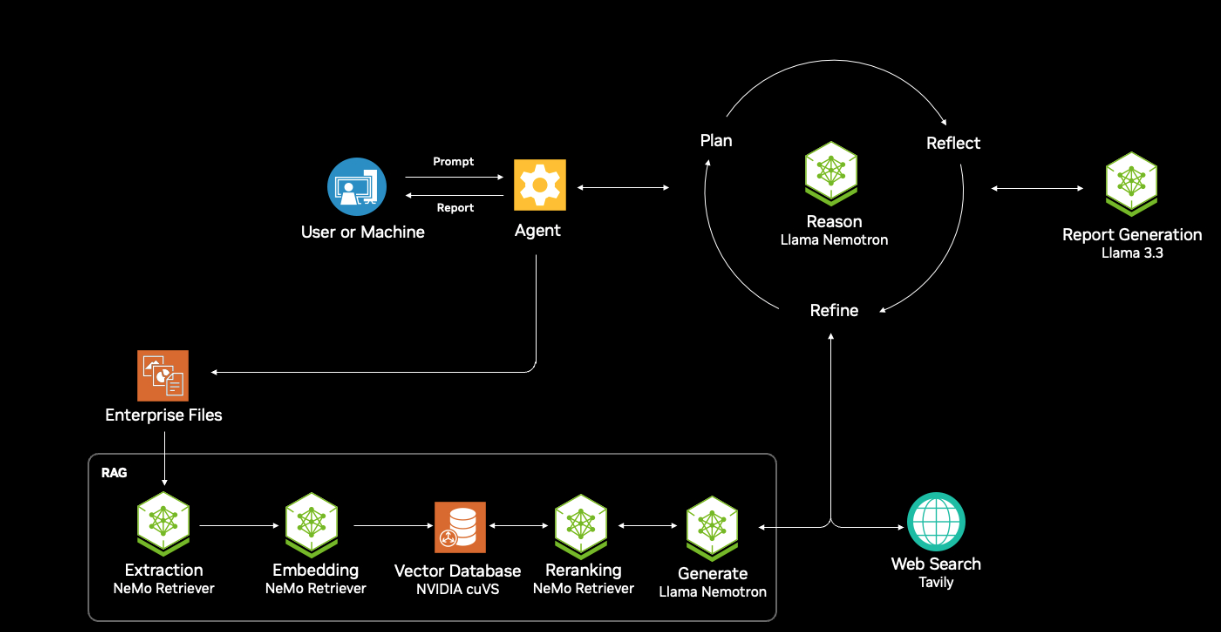 Prompt
Report
User or Machine
Agent
Plan
Reflect
Reason
Llama Nemotron
Refine
Report Generation
Llama 3.3
Enterprise Files
RAG
Extraction
NeMo Retriever
Embedding
NeMo Retriever
Vector Database
NVIDIA cuVS
Reranking
NeMo Retriever
Generate
Llama Nemotron
Web Search
Tavily